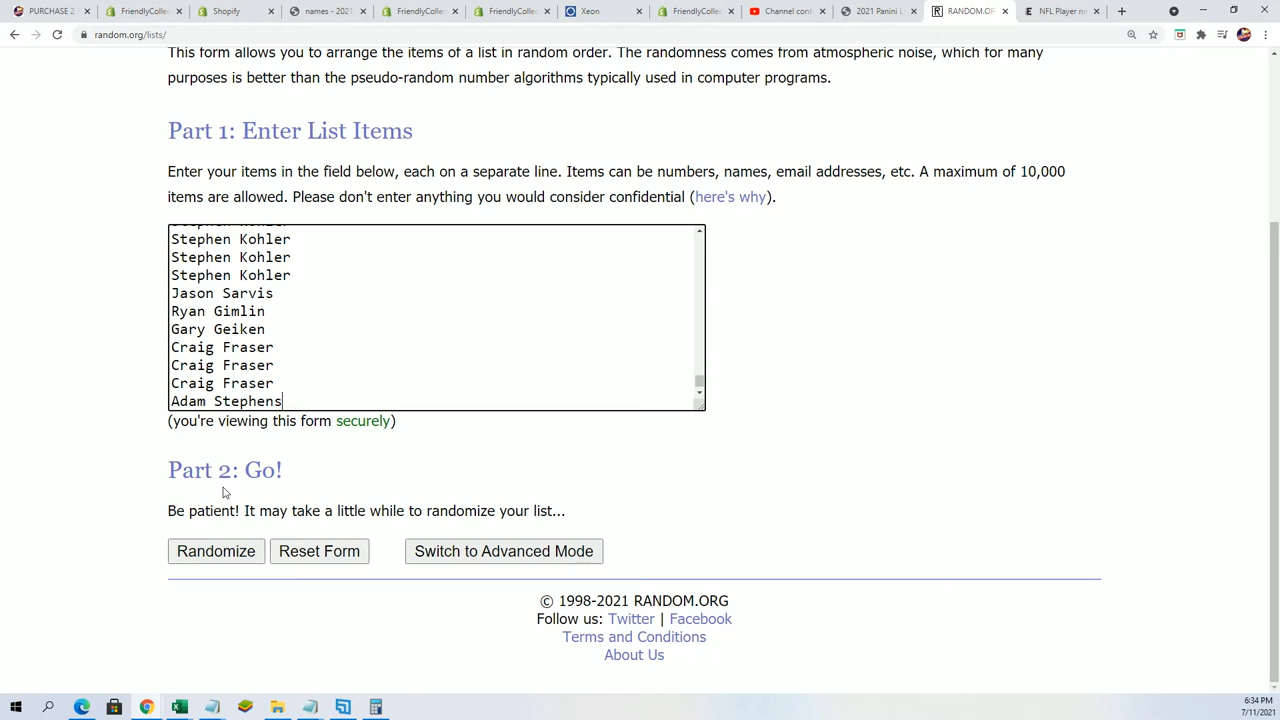 PURCHASE 2
FriendlyCollec
Shopify
names - 2021
FriendlyCollec
FriendlyCollec
Xeon
FriendlyCollec
Channel cont
2021 Panini L
RANDOM.OR
NFL Player ne
random.org/lists/
This form allows you to arrange the items of a list in random order. The randomness comes from atmospheric noise, which for many
purposes is better than the pseudo-random number algorithms typically used in computer programs.
Part 1: Enter List Items
Enter your items in the field below, each on a separate line. Items can be numbers, names, email addresses, etc. A maximum of 10,000
items are allowed. Please don't enter anything you would consider confidential (here's why).
Stephen Kohler
Stephen Kohler
Stephen Kohler
Stephen Kohler
Jason Sarvis
Ryan Gimlin
Gary Geiken
Craig Fraser
Craig Fraser
Craig Fraser
Adam Stephens
(you're viewing this form securely)
Part 2: Go!
Be patient! It may take a little while to randomize your list...
Randomize Reset Form Switch to Advanced Mode
© 1998-2021 RANDOM.ORG
Follow us: Twitter | Facebook
Terms and Conditions
About Us
6:34 PM
7/11/2021